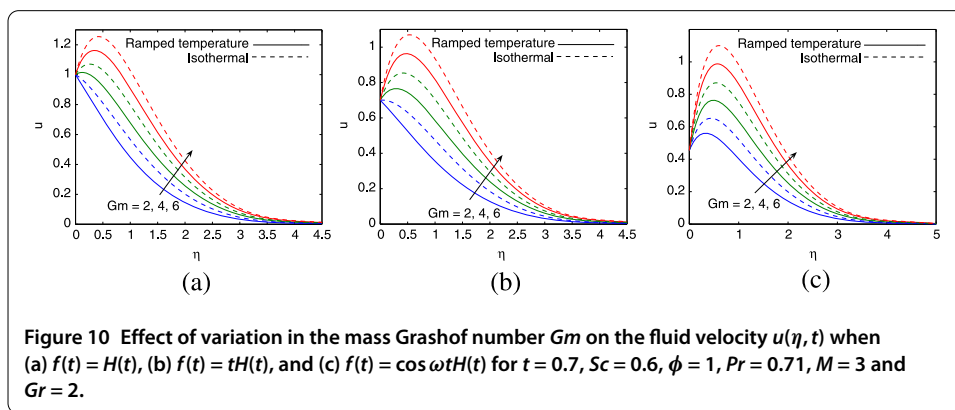 1.2
1
0.8
0.6
0.4
0.2
0
u
Ramped temperature
Isothermal
Gm = 2, 4, 6
0 0.5 1 1.5 2 2.5 3 3.5 4 4.5
η
(a)
1
0.8
0.6
0.4
0.2
0
u
Ramped temperature
Isothermal
Gm = 2, 4, 6
0 0.5 1 1.5 2 2.5 3 3.5 4 4.5
η
(b)
1
0.8
0.6
0.4
0.2
0
u
Ramped temperature
Isothermal
Gm = 2, 4, 6
0 1 2 3 4 5
η
(c)
Figure 10 Effect of variation in the mass Grashof number Gm on the fluid velocity u(η, t) when
(a) f(t) = H(t), (b) f(t) = tH(t), and (c) f(t) = cos ωtH(t) for t = 0.7, Sc = 0.6, ϕ = 1, Pr = 0.71, M = 3 and
Gr = 2.